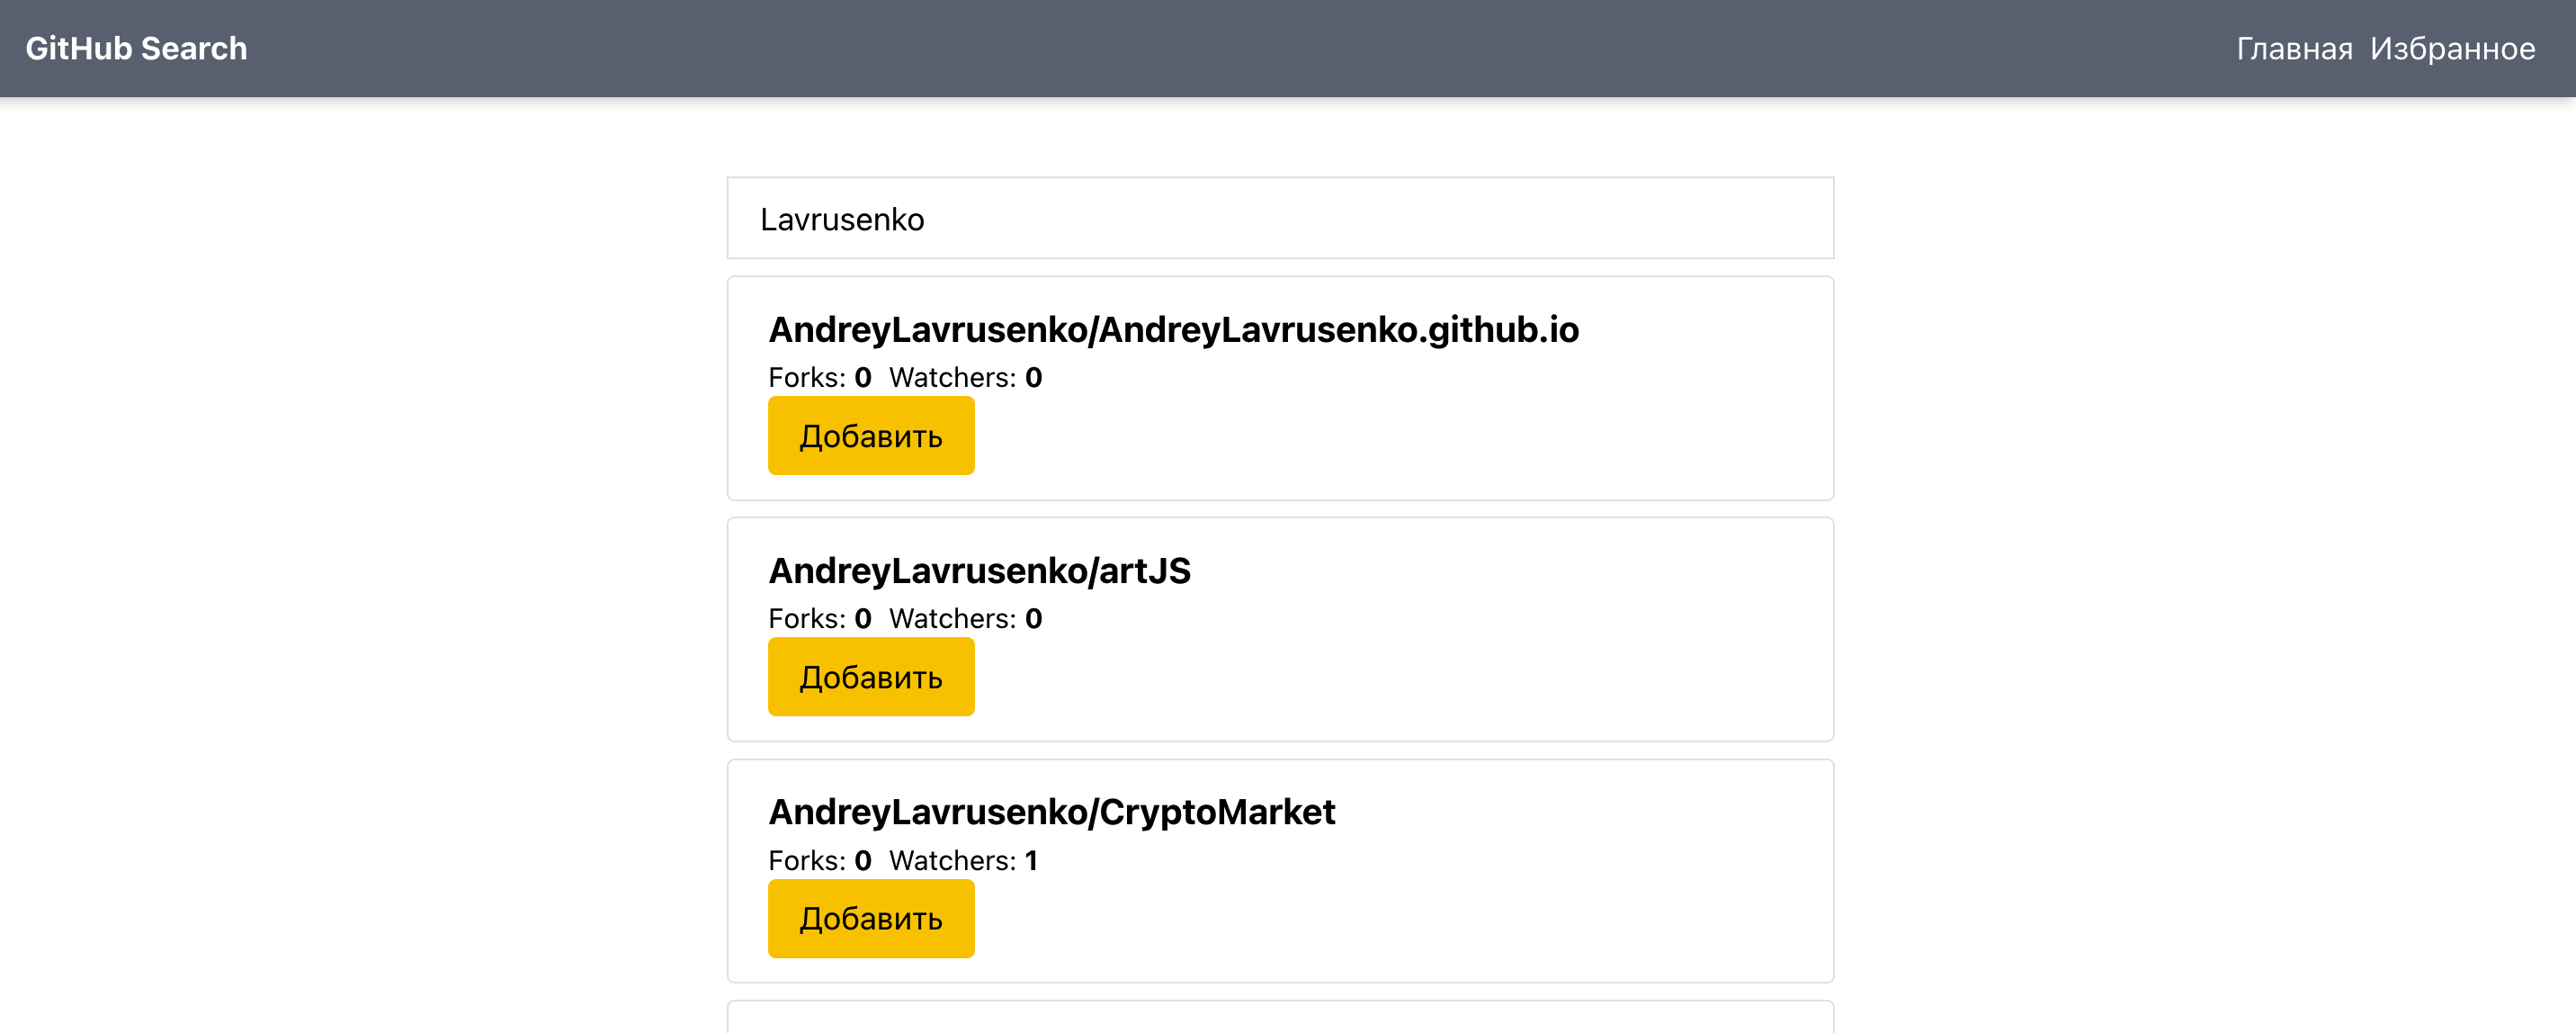 GitHub Search
Главная Избранное
Lavrusenko
AndreyLavrusenko/AndreyLavrusenko.github.io
Forks: 0 Watchers: 0
Добавить
AndreyLavrusenko/artJS
Forks: 0 Watchers: 0
Добавить
AndreyLavrusenko/CryptoMarket
Forks: 0 Watchers: 1
Добавить